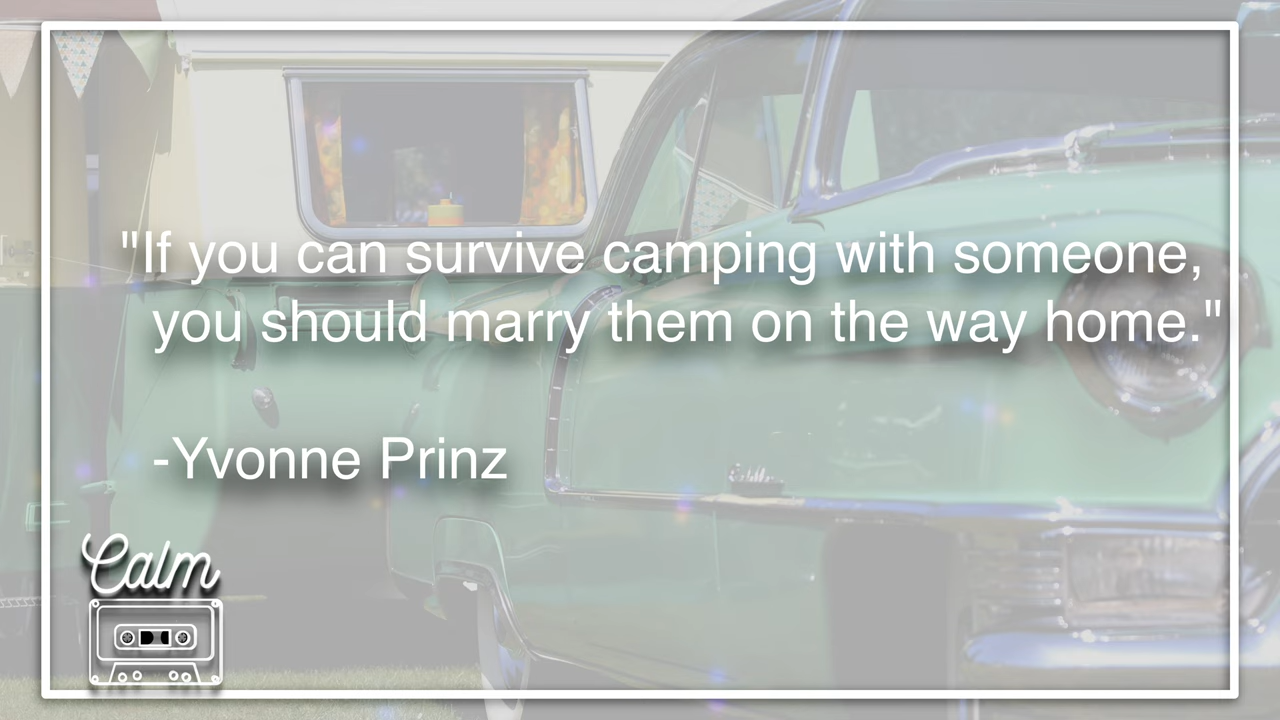 "If you can survive camping with someone,
you should marry them on the way home."
-Yvonne Prinz
Calm